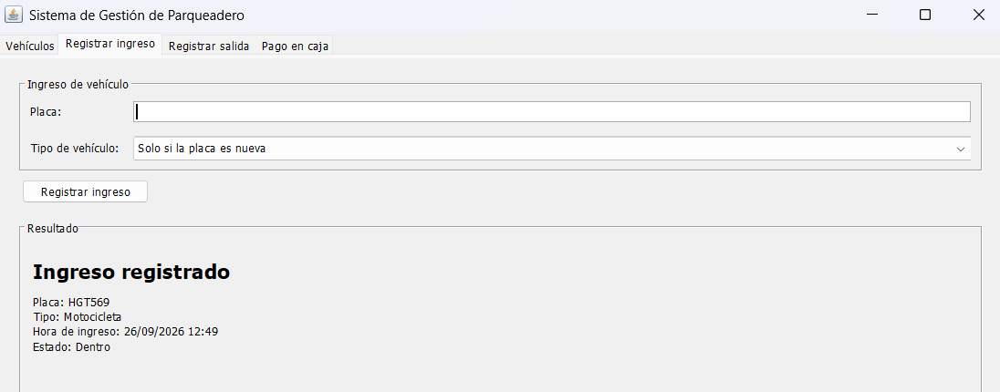 Sistema de Gestión de Parqueadero
Vehículos Registrar ingreso Registrar salida Pago en caja
Ingreso de vehículo
Placa:
Tipo de vehículo: Solo si la placa es nueva
Registrar ingreso
Resultado
Ingreso registrado
Placa: HGT569
Tipo: Motocicleta
Hora de ingreso: 26/09/2026 12:49
Estado: Dentro